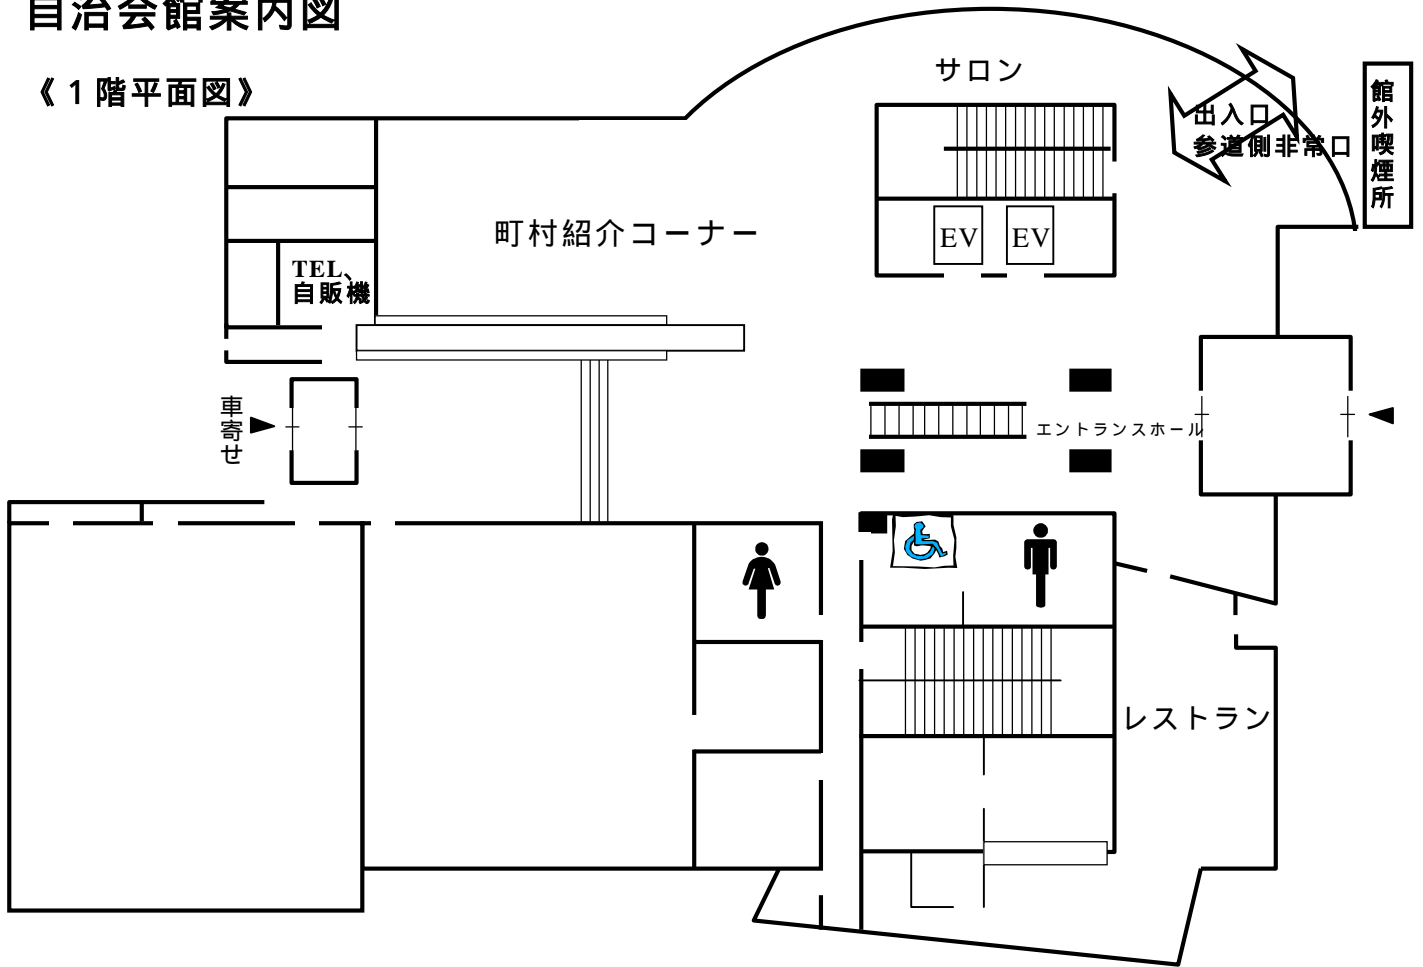 自治会館案内図
《1階平面図》
サロン
出入口
参道側非常口
館外喫煙所
町村紹介コーナー
EV
EV
TEL、
自販機
車寄せ
エントランスホール
レストラン